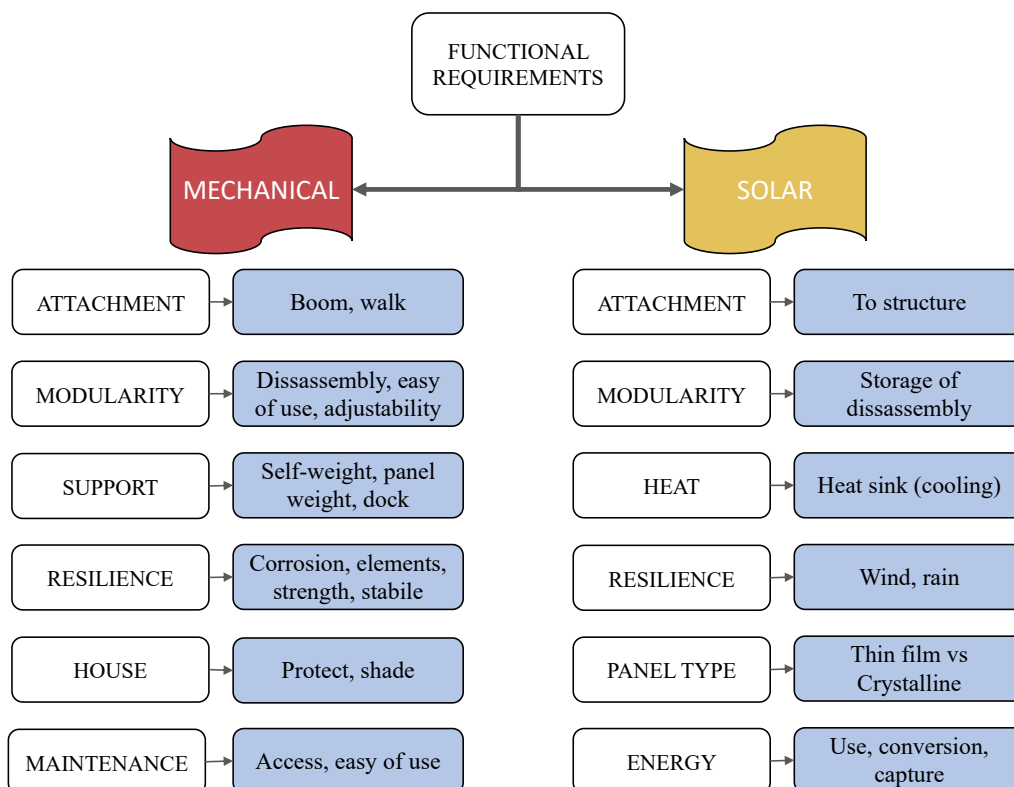 FUNCTIONAL
REQUIREMENTS
MECHANICAL
SOLAR
ATTACHMENT
Boom, walk
MODULARITY
Dissassembly, easy
of use, adjustability
SUPPORT
Self-weight, panel
weight, dock
RESILIENCE
Corrosion, elements,
strength, stabile
HOUSE
Protect, shade
MAINTENANCE
Access, easy of use
ATTACHMENT
To structure
MODULARITY
Storage of
dissassembly
HEAT
Heat sink (cooling)
RESILIENCE
Wind, rain
PANEL TYPE
Thin film vs
Crystalline
ENERGY
Use, conversion,
capture